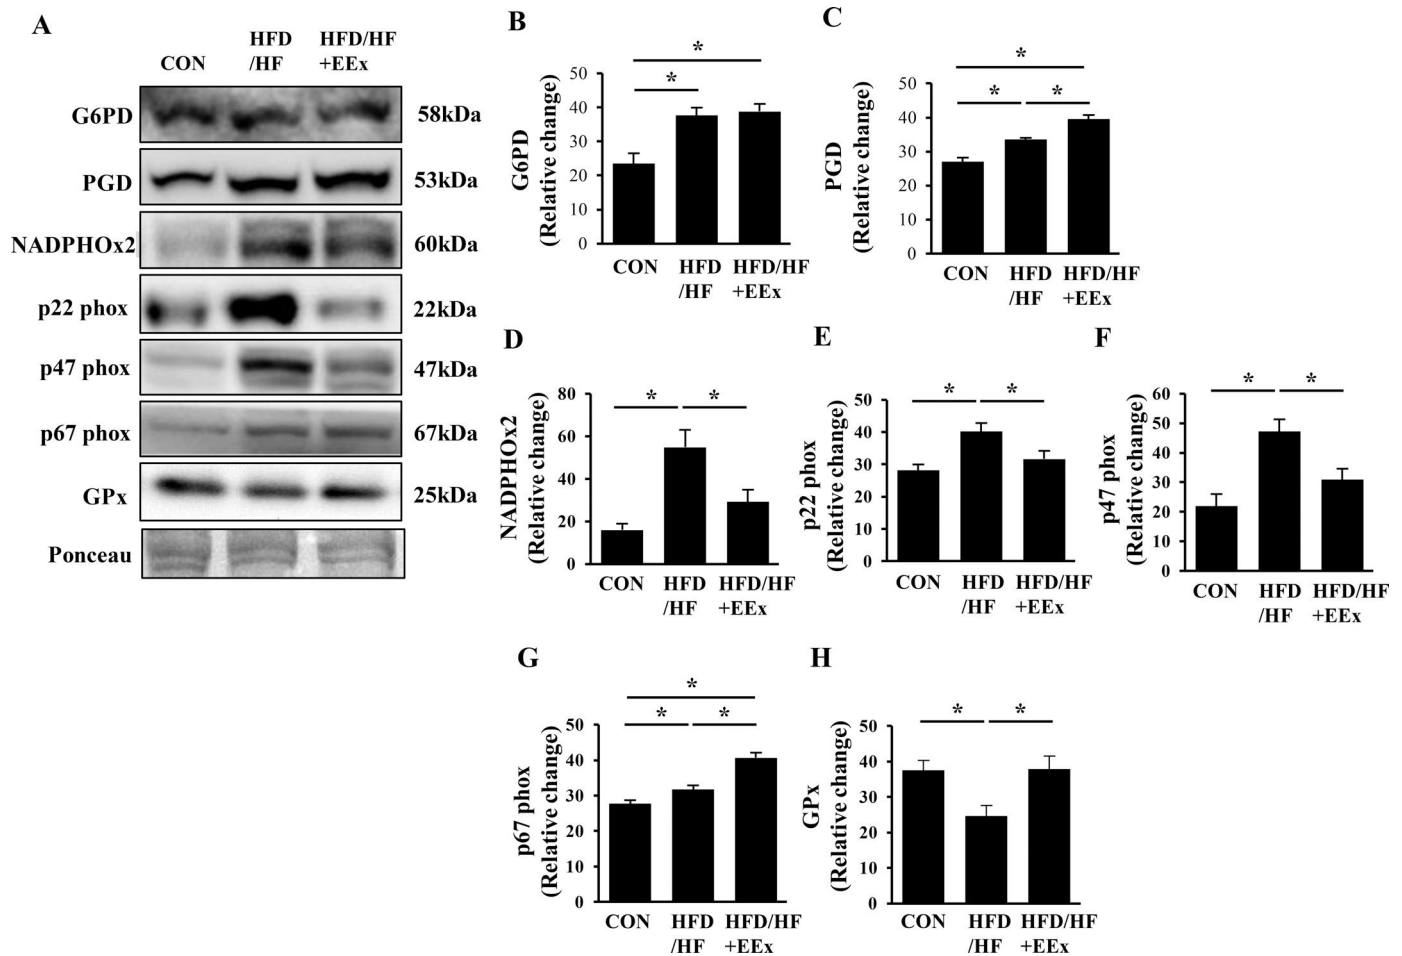 A
CON
HFD
/HF
HFD/HF
+EEx
G6PD
58kDa
PGD
53kDa
NADPHOx2
60kDa
p22 phox
22kDa
p47 phox
47kDa
p67 phox
67kDa
GPx
25kDa
Ponceau
B
*
*
G6PD
(Relative change)
50
40
30
20
10
0
CON
HFD
/HF
HFD/HF
+EEx
C
*
*
*
PGD
(Relative change)
50
40
30
20
10
0
CON
HFD
/HF
HFD/HF
+EEx
D
*
*
NADPHOx2
(Relative change)
80
60
40
20
0
CON
HFD
/HF
HFD/HF
+EEx
E
*
*
p22 phox
(Relative change)
50
40
30
20
10
0
CON
HFD
/HF
HFD/HF
+EEx
F
*
*
p47 phox
(Relative change)
60
50
40
30
20
10
0
CON
HFD
/HF
HFD/HF
+EEx
G
*
*
*
p67 phox
(Relative change)
50
40
30
20
10
0
CON
HFD
/HF
HFD/HF
+EEx
H
*
*
GPx
(Relative change)
50
40
30
20
10
0
CON
HFD
/HF
HFD/HF
+EEx